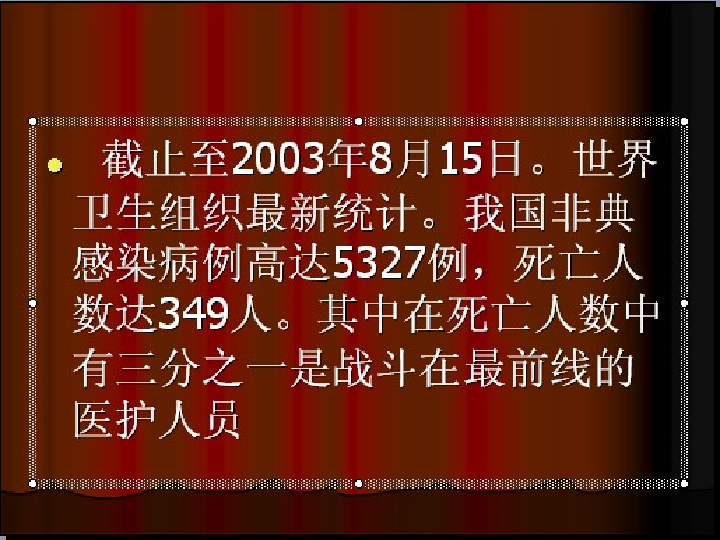 截止至2003年8月15日。世界
卫生组织最新统计。我国非典
感染病例高达5327例，死亡人
数达349人。其中在死亡人数中
有三分之一是战斗在最前线的
医护人员